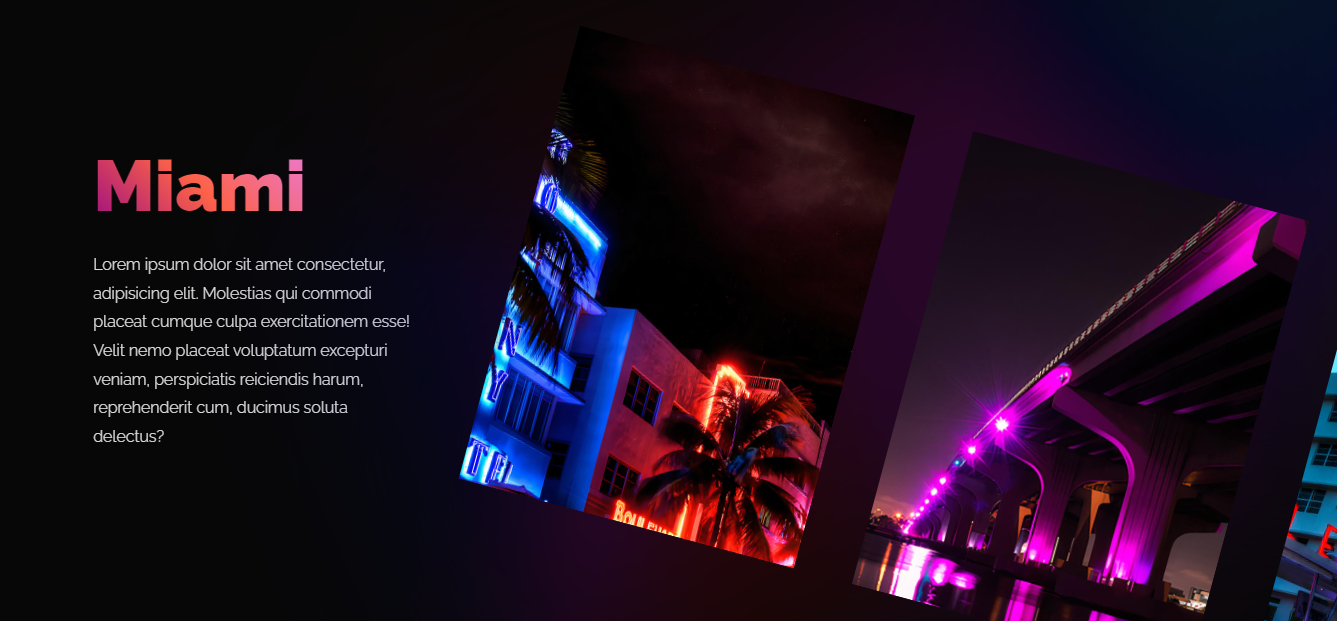 Miami
Lorem ipsum dolor sit amet consectetur,
adipisicing elit. Molestias qui commodi
placeat cumque culpa exercitationem esse!
Velit nemo placeat voluptatum excepturi
veniam, perspiciatis reiciendis harum,
reprehenderit cum, ducimus soluta
delectus?